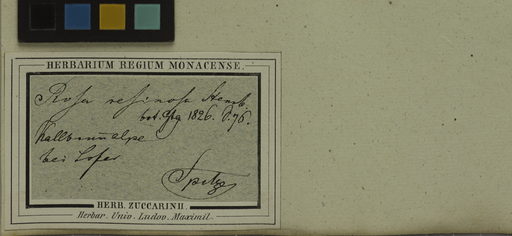 HERBARIUM REGIUM MONACENSE.
Rosa resinosa Sternb.
bot. Ztg 1826. P. 76.
Kallbrunnalpe
bei Lofer
Spitzel
HERB. ZUCCARINII.
Herbar. Univ. Ludov. Maximil.